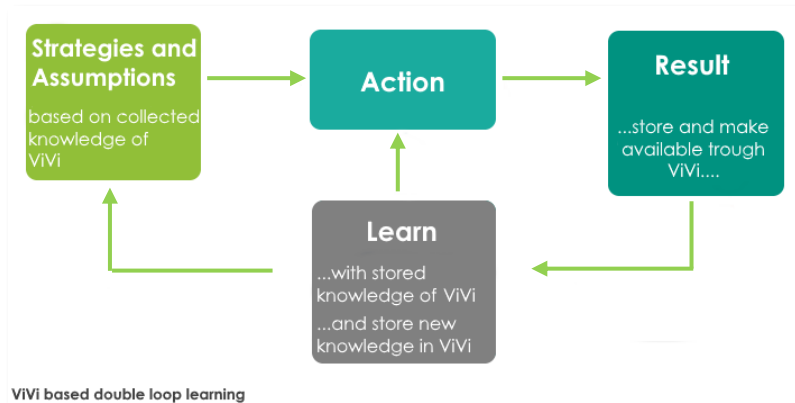 Strategies and
Assumptions
based on collected
knowledge of
ViVi
Action
Result
...store and make
available trough
ViVi....
Learn
...with stored
knowledge of ViVi
...and store new
knowledge in ViVi
ViVi based double loop learning